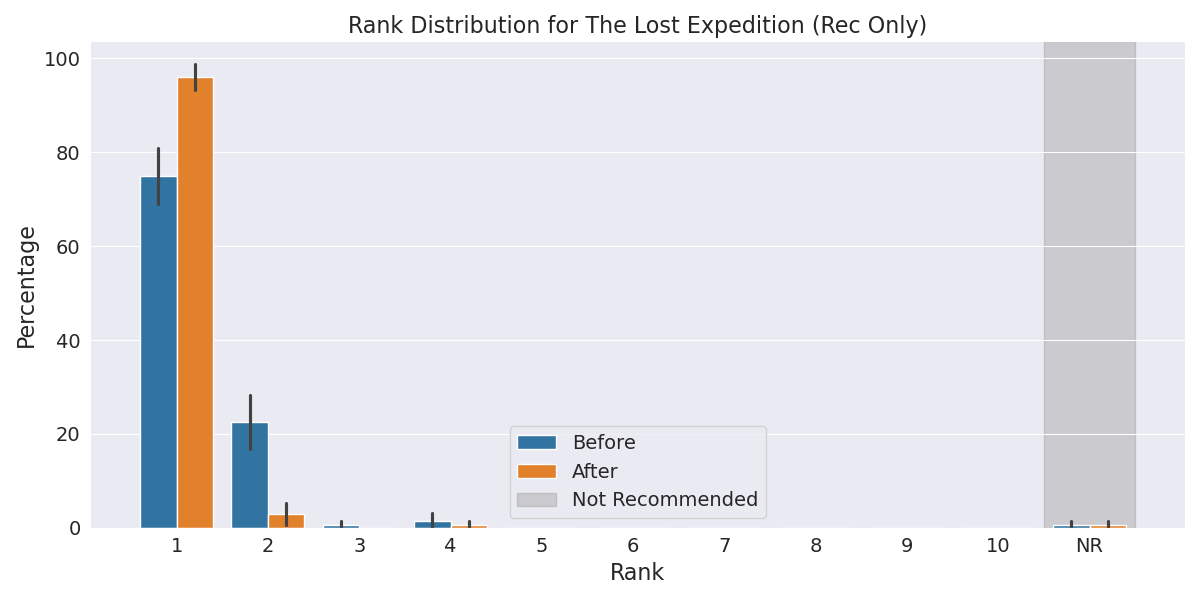 Rank Distribution for The Lost Expedition (Rec Only)
Percentage
100
80
60
40
20
0
Before
After
Not Recommended
1 2 3 4 5 6 7 8 9 10 NR
Rank